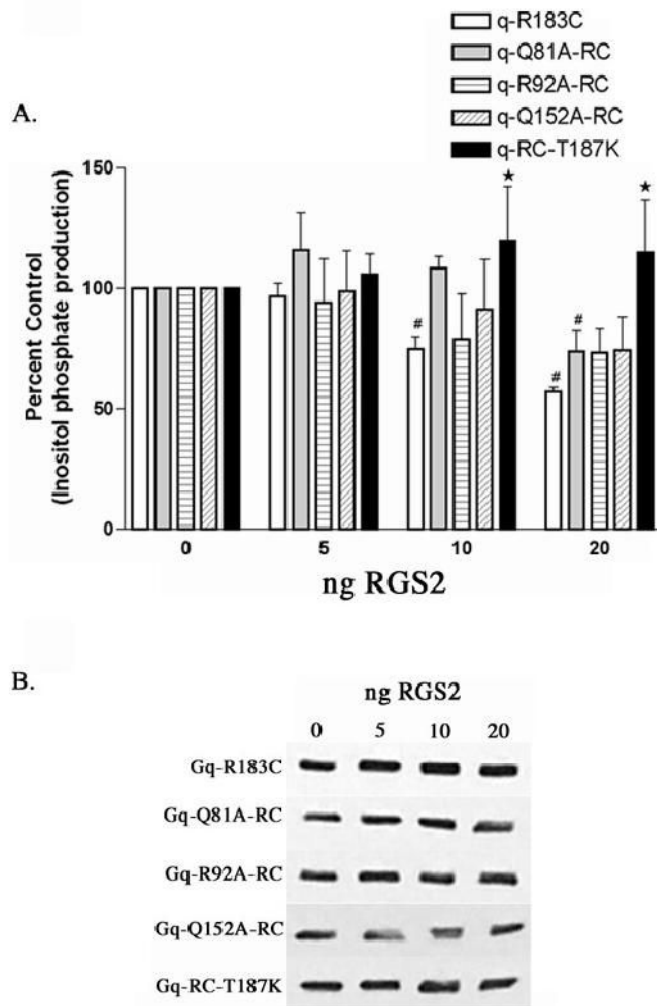 q-R183C
q-Q81A-RC
q-R92A-RC
q-Q152A-RC
q-RC-T187K
A.
Percent Control
(Inositol phosphate production)
150
100
50
0
★
★
#
#
#
0 5 10 20
ng RGS2
B.
ng RGS2
0 5 10 20
Gq-R183C
Gq-Q81A-RC
Gq-R92A-RC
Gq-Q152A-RC
Gq-RC-T187K